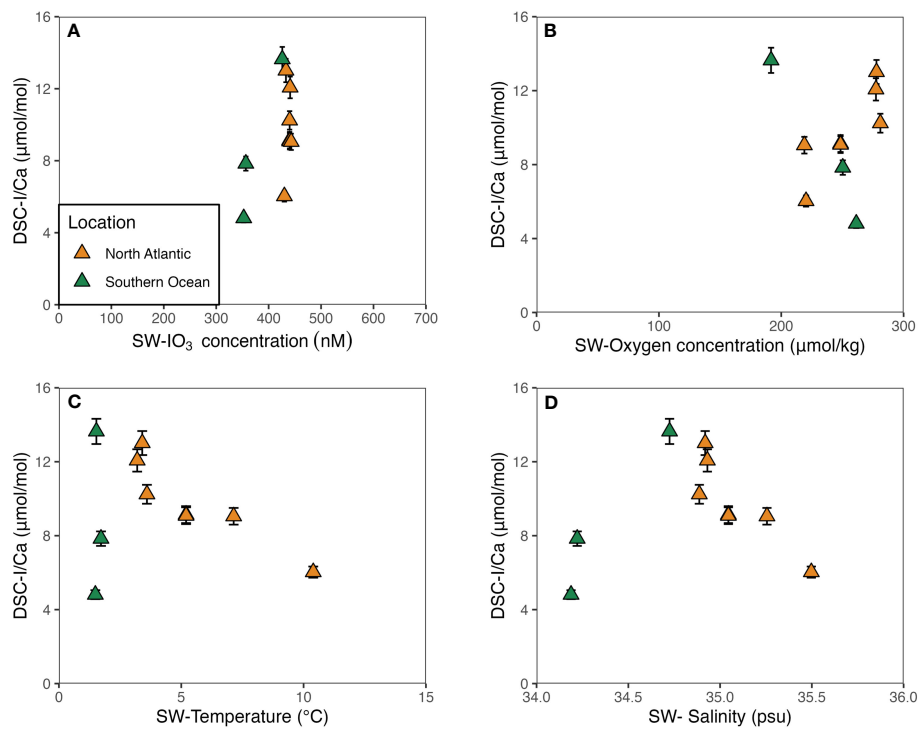 A
16
12
8
4
0
DSC-I/Ca (μmol/mol)
Location
North Atlantic
Southern Ocean
0 100 200 300 400 500 600 700
SW-IO₃ concentration (nM)
B
16
12
8
4
0
DSC-I/Ca (μmol/mol)
0 100 200 300
SW-Oxygen concentration (μmol/kg)
C
16
12
8
4
0
DSC-I/Ca (μmol/mol)
0 5 10 15
SW-Temperature (°C)
D
16
12
8
4
0
DSC-I/Ca (μmol/mol)
34.0 34.5 35.0 35.5 36.0
SW- Salinity (psu)